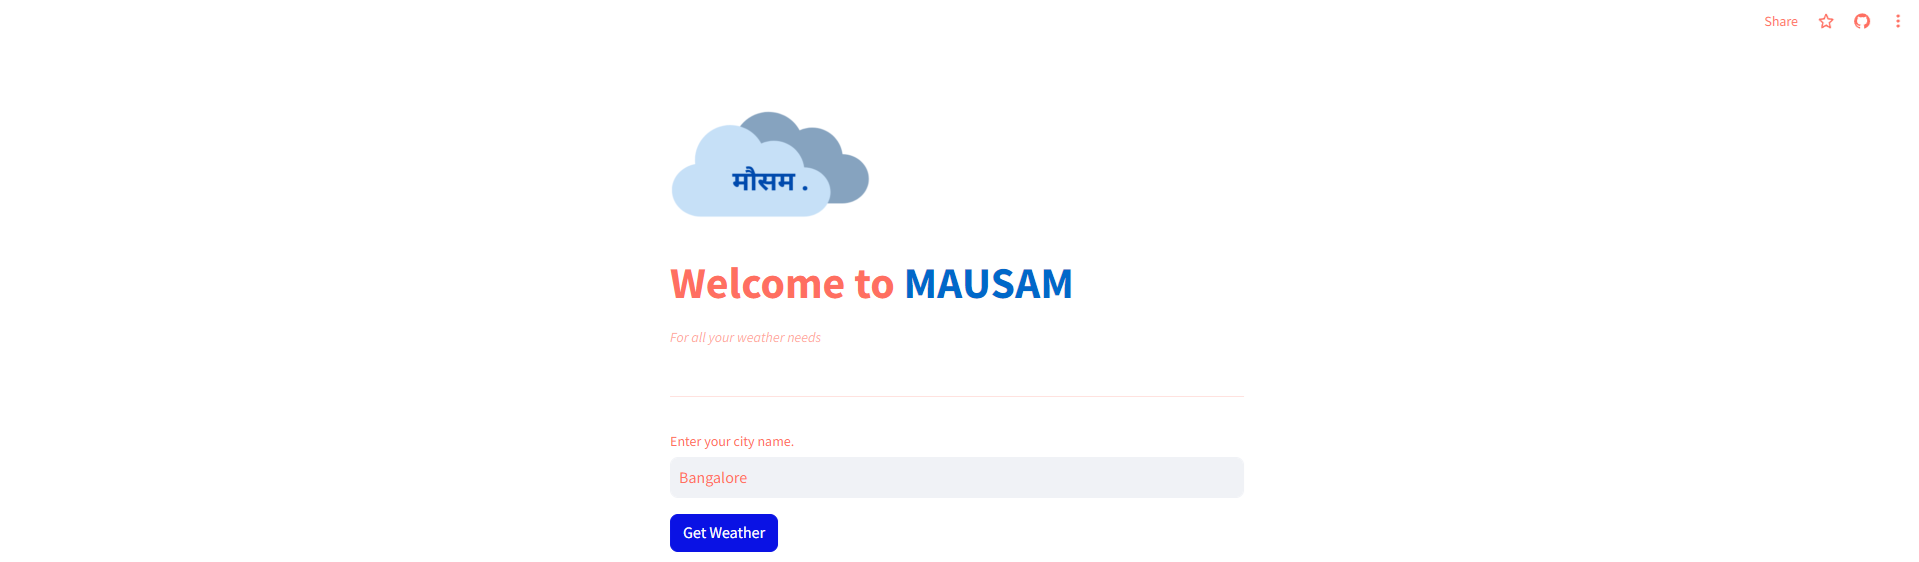 Share
मौसम .
Welcome to MAUSAM
For all your weather needs
Enter your city name.
Bangalore
Get Weather